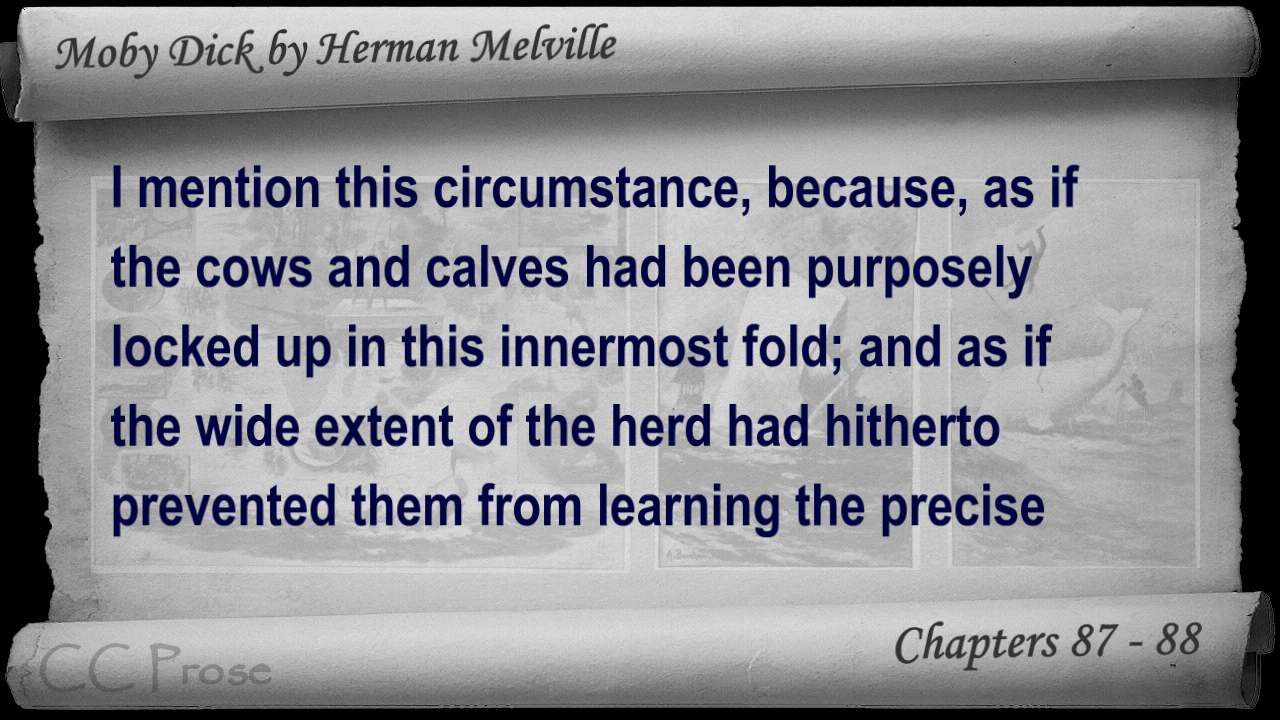 Moby Dick by Herman Melville
I mention this circumstance, because, as if
the cows and calves had been purposely
locked up in this innermost fold; and as if
the wide extent of the herd had hitherto
prevented them from learning the precise
Chapters 87 - 88
CC Prose